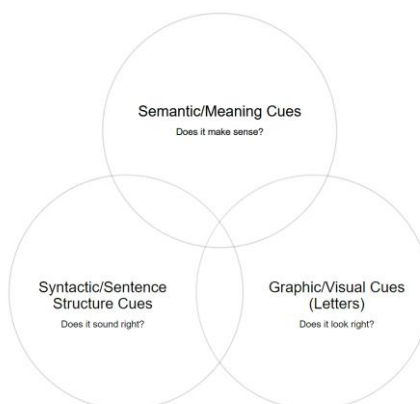 Semantic/Meaning Cues
Does it make sense?
Syntactic/Sentence
Structure Cues
Does it sound right?
Graphic/Visual Cues
(Letters)
Does it look right?